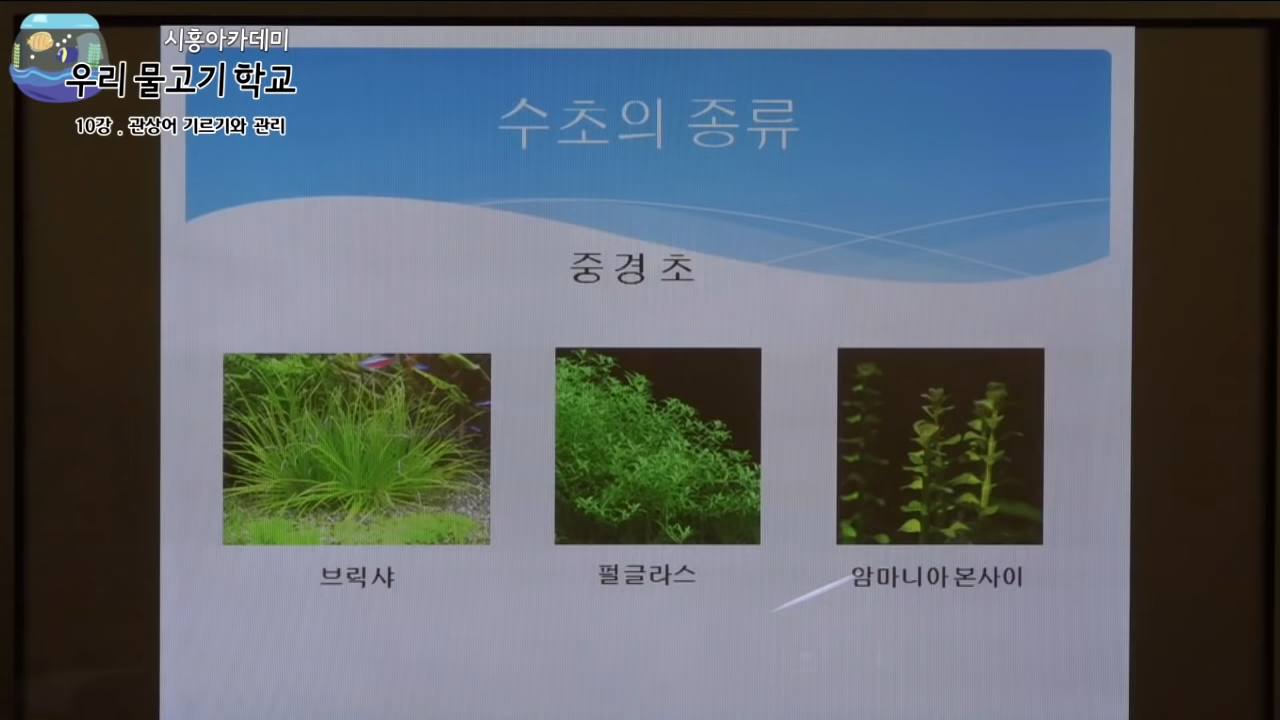 시흥아카데미
우리 물고기 학교
10강 . 관상어 기르기와 관리
수초의 종류
중경초
브릭샤
펄글라스
암마니아본사이